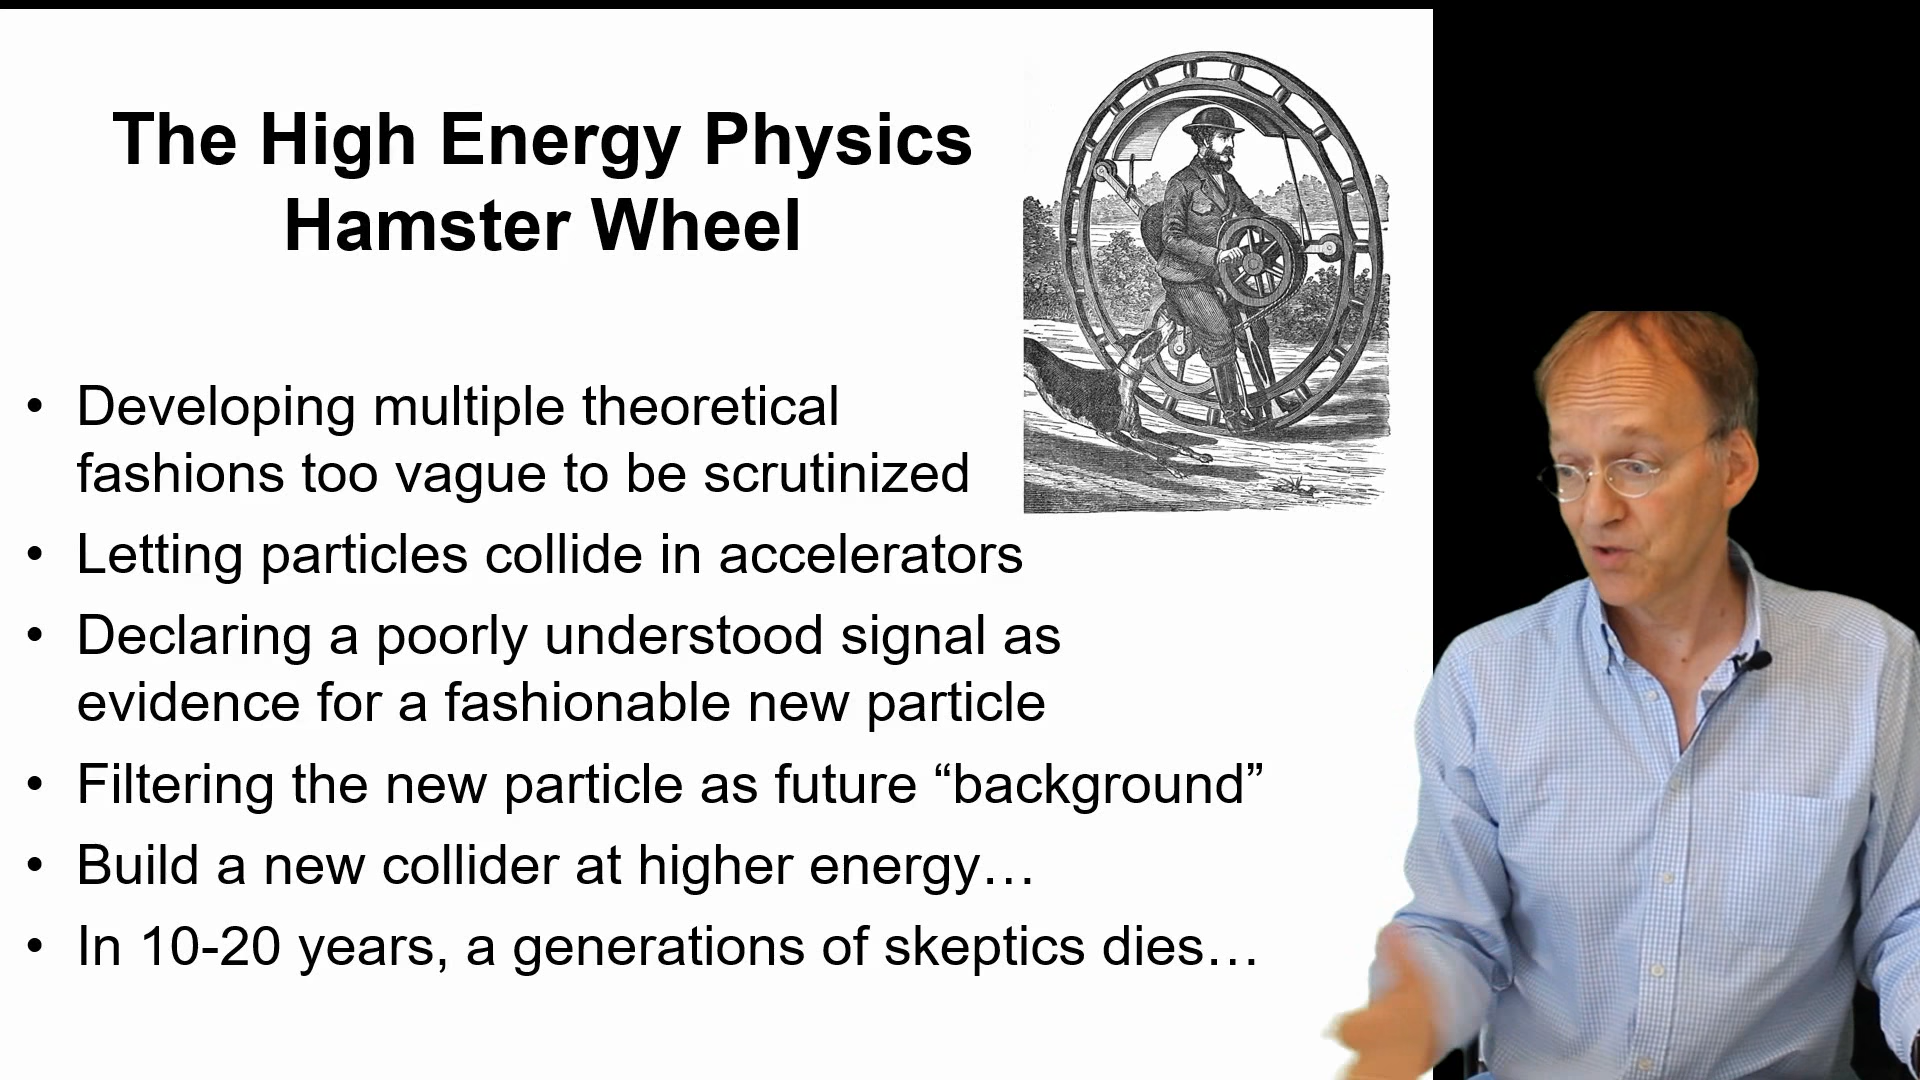 The High Energy Physics
Hamster Wheel
• Developing multiple theoretical
fashions too vague to be scrutinized
• Letting particles collide in accelerators
• Declaring a poorly understood signal as
evidence for a fashionable new particle
• Filtering the new particle as future “background”
• Build a new collider at higher energy…
• In 10-20 years, a generations of skeptics dies…